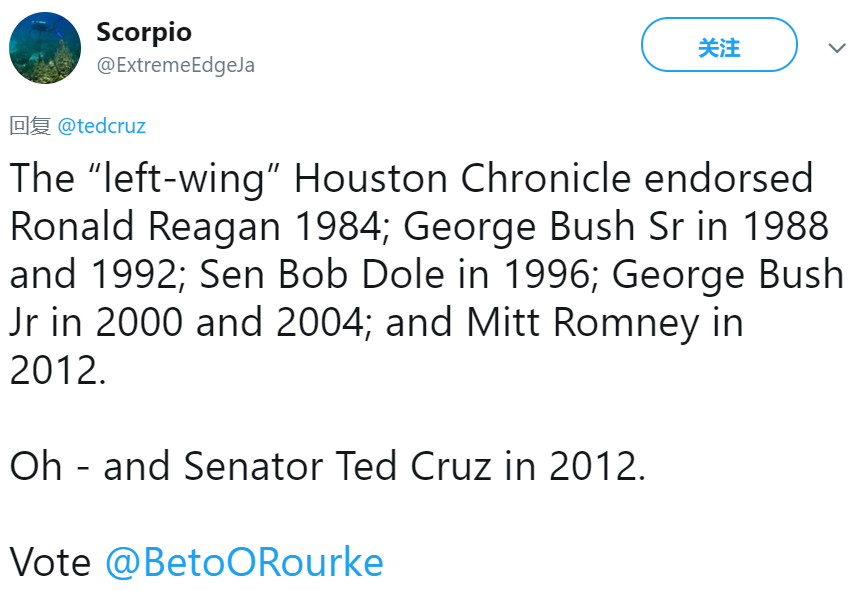 Scorpio
@ExtremeEdgeJa
关注
回复 @tedcruz
The “left-wing” Houston Chronicle endorsed
Ronald Reagan 1984; George Bush Sr in 1988
and 1992; Sen Bob Dole in 1996; George Bush
Jr in 2000 and 2004; and Mitt Romney in
2012.
Oh - and Senator Ted Cruz in 2012.
Vote @BetoORourke